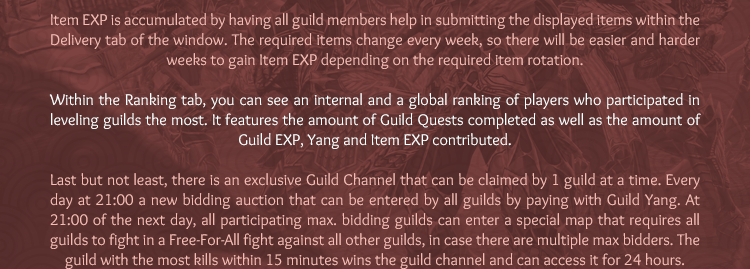 Item EXP is accumulated by having all guild members help in submitting the displayed items within the
Delivery tab of the window. The required items change every week, so there will be easier and harder
weeks to gain Item EXP depending on the required item rotation.
Within the Ranking tab, you can see an internal and a global ranking of players who participated in
leveling guilds the most. It features the amount of Guild Quests completed as well as the amount of
Guild EXP, Yang and Item EXP contributed.
Last but not least, there is an exclusive Guild Channel that can be claimed by 1 guild at a time. Every
day at 21:00 a new bidding auction that can be entered by all guilds by paying with Guild Yang. At
21:00 of the next day, all participating max. bidding guilds can enter a special map that requires all
guilds to fight in a Free-For-All fight against all other guilds, in case there are multiple max bidders. The
guild with the most kills within 15 minutes wins the guild channel and can access it for 24 hours.